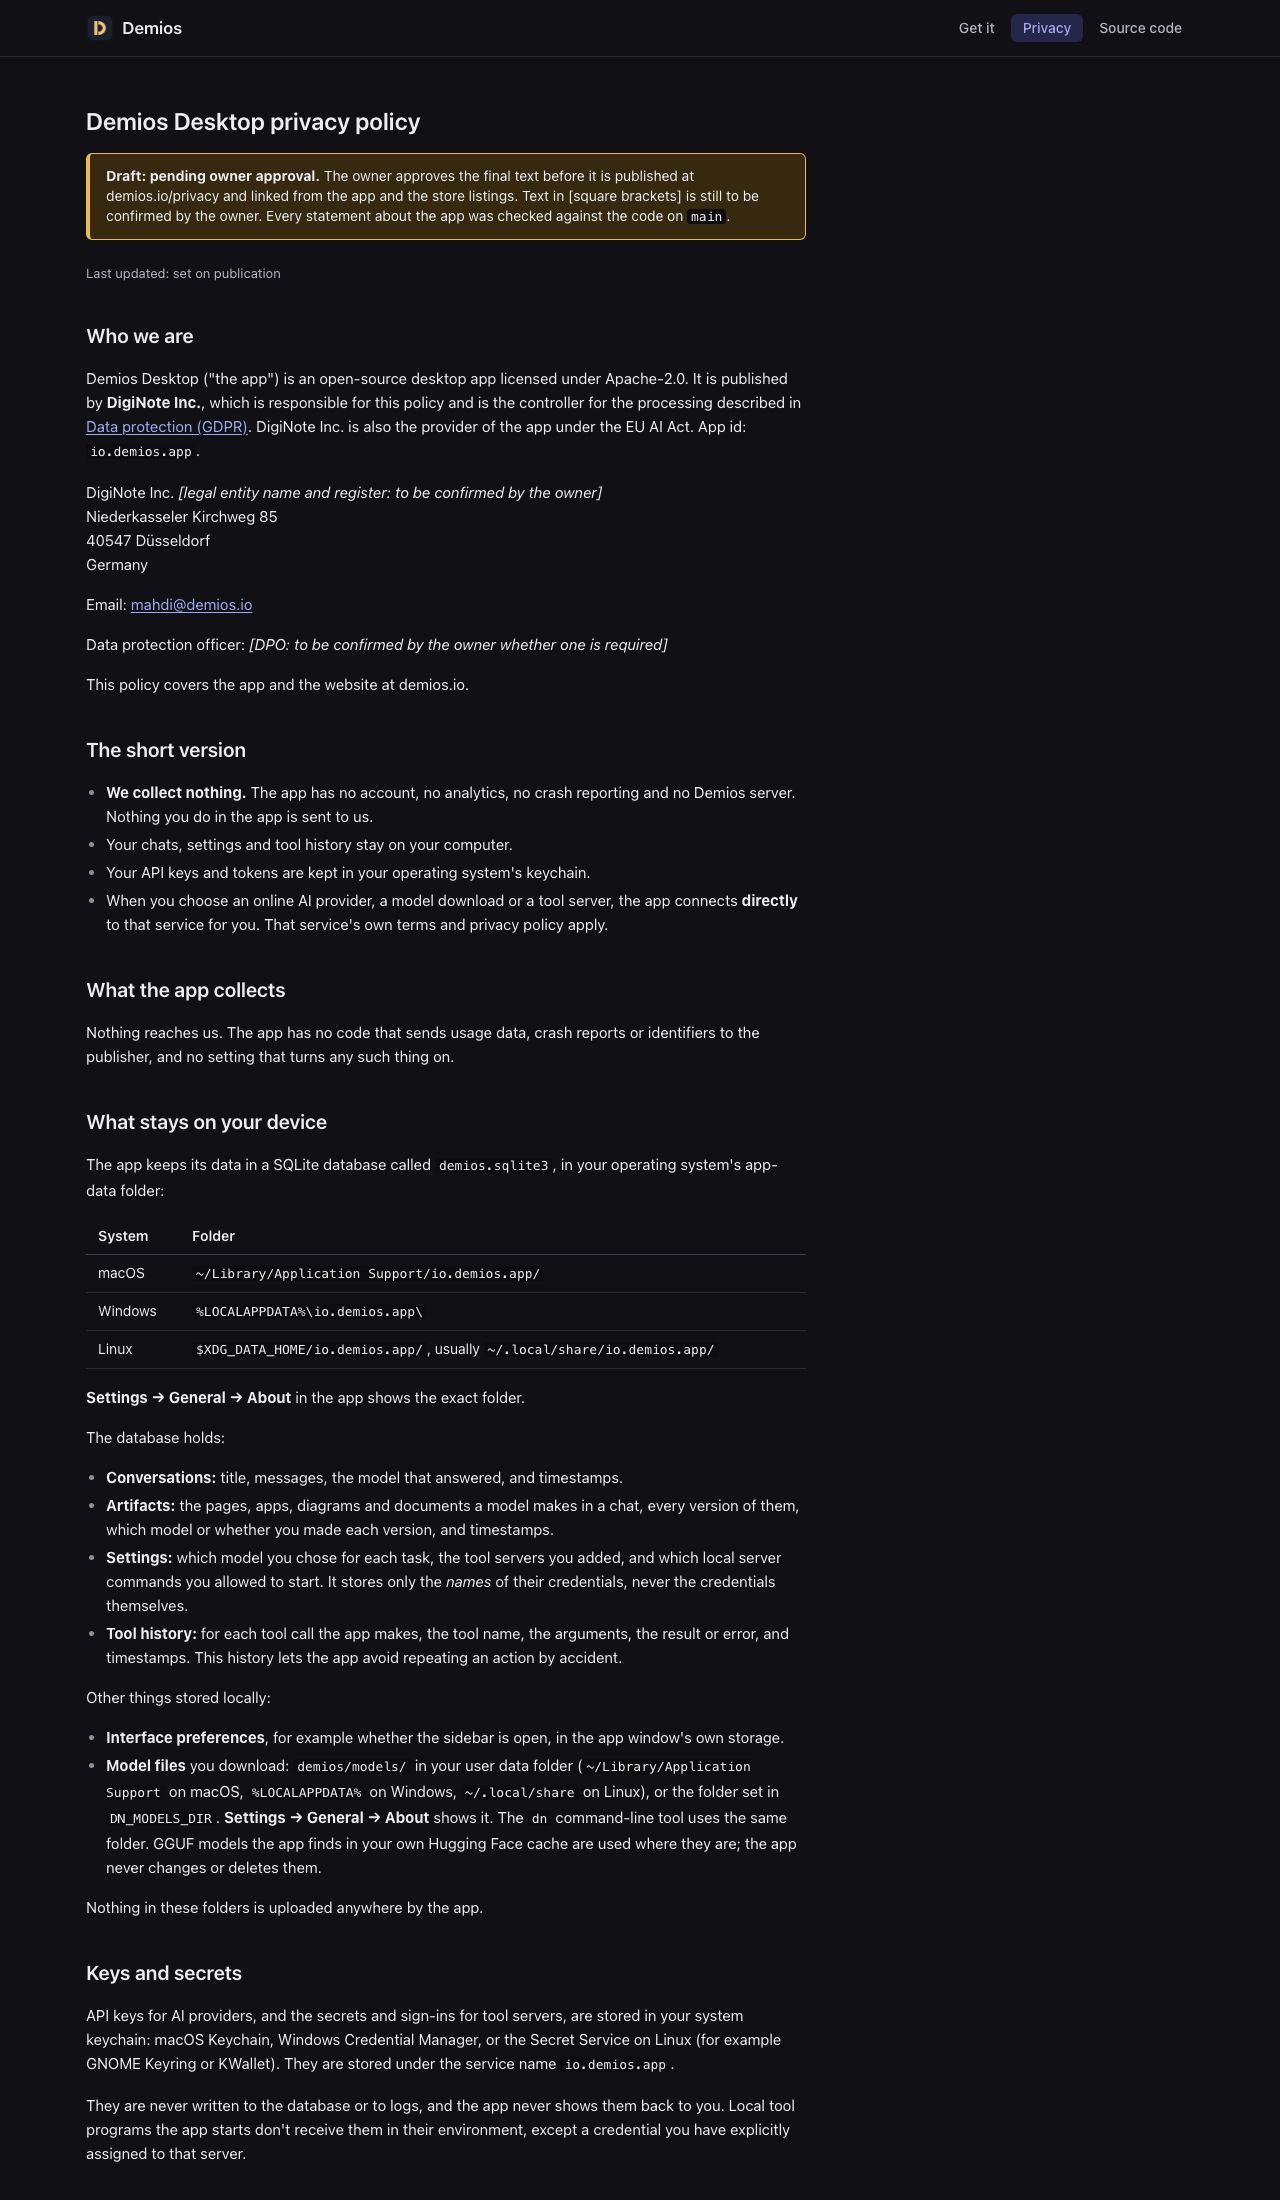 Demios
Get it
Privacy
Source code
Demios Desktop privacy policy
Draft: pending owner approval. The owner approves the final text before it is published at
demios.io/privacy and linked from the app and the store listings. Text in [square brackets] is still to be
confirmed by the owner. Every statement about the app was checked against the code on main.
Last updated: set on publication
Who we are
Demios Desktop ("the app") is an open-source desktop app licensed under Apache-2.0. It is published
by DigiNote Inc., which is responsible for this policy and is the controller for the processing described in
Data protection (GDPR). DigiNote Inc. is also the provider of the app under the EU AI Act. App id:
io.demios.app.
DigiNote Inc. [legal entity name and register: to be confirmed by the owner]
Niederkasseler Kirchweg 85
40547 Düsseldorf
Germany
Email: mahdi@demios.io
Data protection officer: [DPO: to be confirmed by the owner whether one is required]
This policy covers the app and the website at demios.io.
The short version
• We collect nothing. The app has no account, no analytics, no crash reporting and no Demios server.
Nothing you do in the app is sent to us.
• Your chats, settings and tool history stay on your computer.
• Your API keys and tokens are kept in your operating system's keychain.
• When you choose an online AI provider, a model download or a tool server, the app connects directly
to that service for you. That service's own terms and privacy policy apply.
What the app collects
Nothing reaches us. The app has no code that sends usage data, crash reports or identifiers to the
publisher, and no setting that turns any such thing on.
What stays on your device
The app keeps its data in a SQLite database called demios.sqlite3, in your operating system's app-
data folder:
System Folder
macOS ~/Library/Application Support/io.demios.app/
Windows %LOCALAPPDATA%\io.demios.app\
Linux $XDG_DATA_HOME/io.demios.app/, usually ~/.local/share/io.demios.app/
Settings → General → About in the app shows the exact folder.
The database holds:
• Conversations: title, messages, the model that answered, and timestamps.
• Artifacts: the pages, apps, diagrams and documents a model makes in a chat, every version of them,
which model or whether you made each version, and timestamps.
• Settings: which model you chose for each task, the tool servers you added, and which local server
commands you allowed to start. It stores only the names of their credentials, never the credentials
themselves.
• Tool history: for each tool call the app makes, the tool name, the arguments, the result or error, and
timestamps. This history lets the app avoid repeating an action by accident.
Other things stored locally:
• Interface preferences, for example whether the sidebar is open, in the app window's own storage.
• Model files you download: demios/models/ in your user data folder (~/Library/Application
Support on macOS, %LOCALAPPDATA% on Windows, ~/.local/share on Linux), or the folder set in
DN_MODELS_DIR. Settings → General → About shows it. The dn command-line tool uses the same
folder. GGUF models the app finds in your own Hugging Face cache are used where they are; the app
never changes or deletes them.
Nothing in these folders is uploaded anywhere by the app.
Keys and secrets
API keys for AI providers, and the secrets and sign-ins for tool servers, are stored in your system
keychain: macOS Keychain, Windows Credential Manager, or the Secret Service on Linux (for example
GNOME Keyring or KWallet). They are stored under the service name io.demios.app.
They are never written to the database or to logs, and the app never shows them back to you. Local tool
programs the app starts don't receive them in their environment, except a credential you have explicitly
assigned to that server.